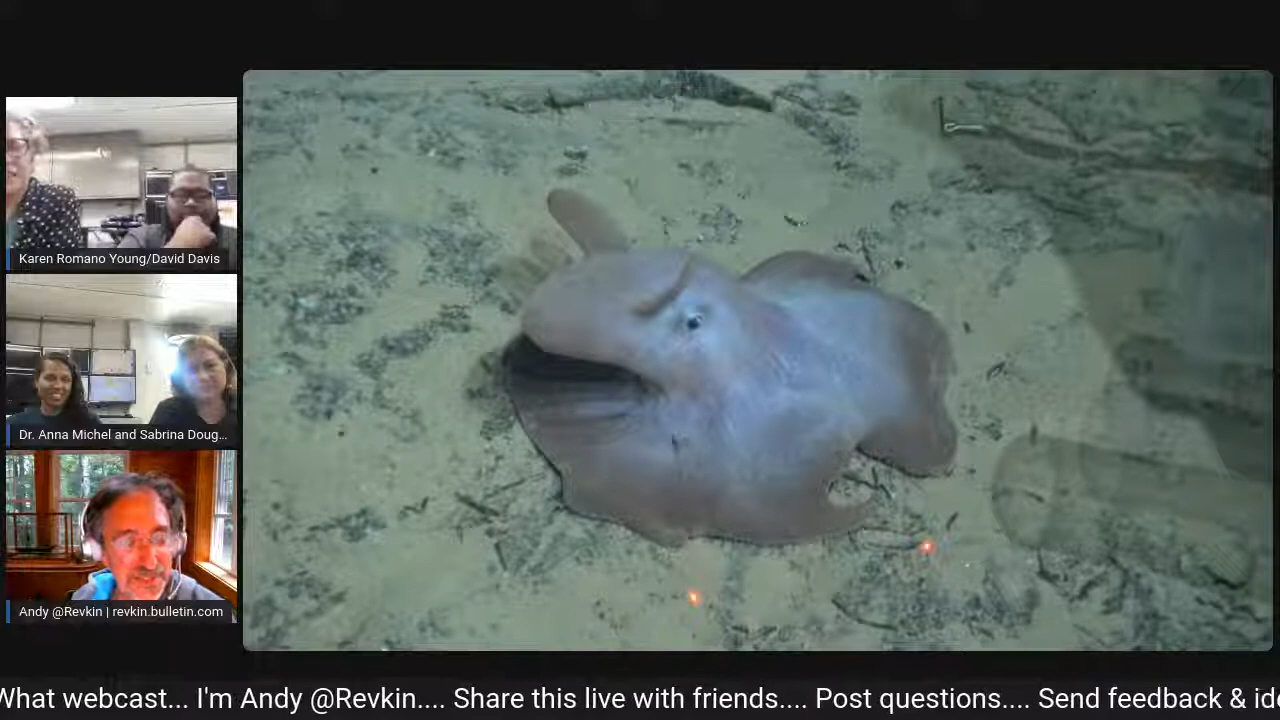 Karen Romano Young/David Davis
Dr. Anna Michel and Sabrina Doug...
Andy @Revkin | revkin.bulletin.com
What webcast... I'm Andy @Revkin.... Share this live with friends.... Post questions.... Send feedback & id